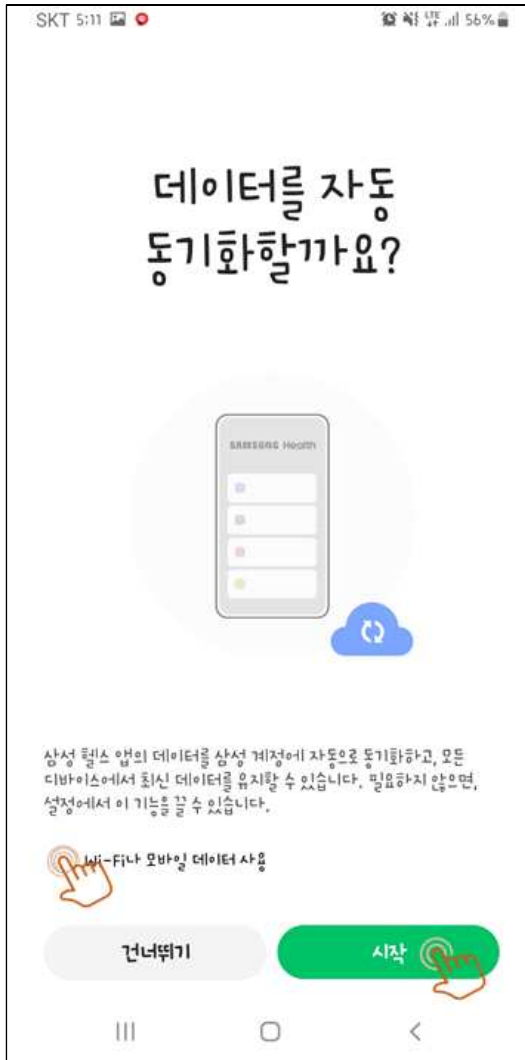 SKT 5:11 LTE 56%
데이터를 자동
동기화할까요?
SAMSUNG Health
삼성 헬스 앱의 데이터를 삼성 계정에 자동으로 동기화하고, 모든
디바이스에서 최신 데이터를 유지할 수 있습니다. 필요하지 않으면,
설정에서 이 기능을 끌 수 있습니다.
Wi-Fi나 모바일 데이터 사용
건너뛰기 시작